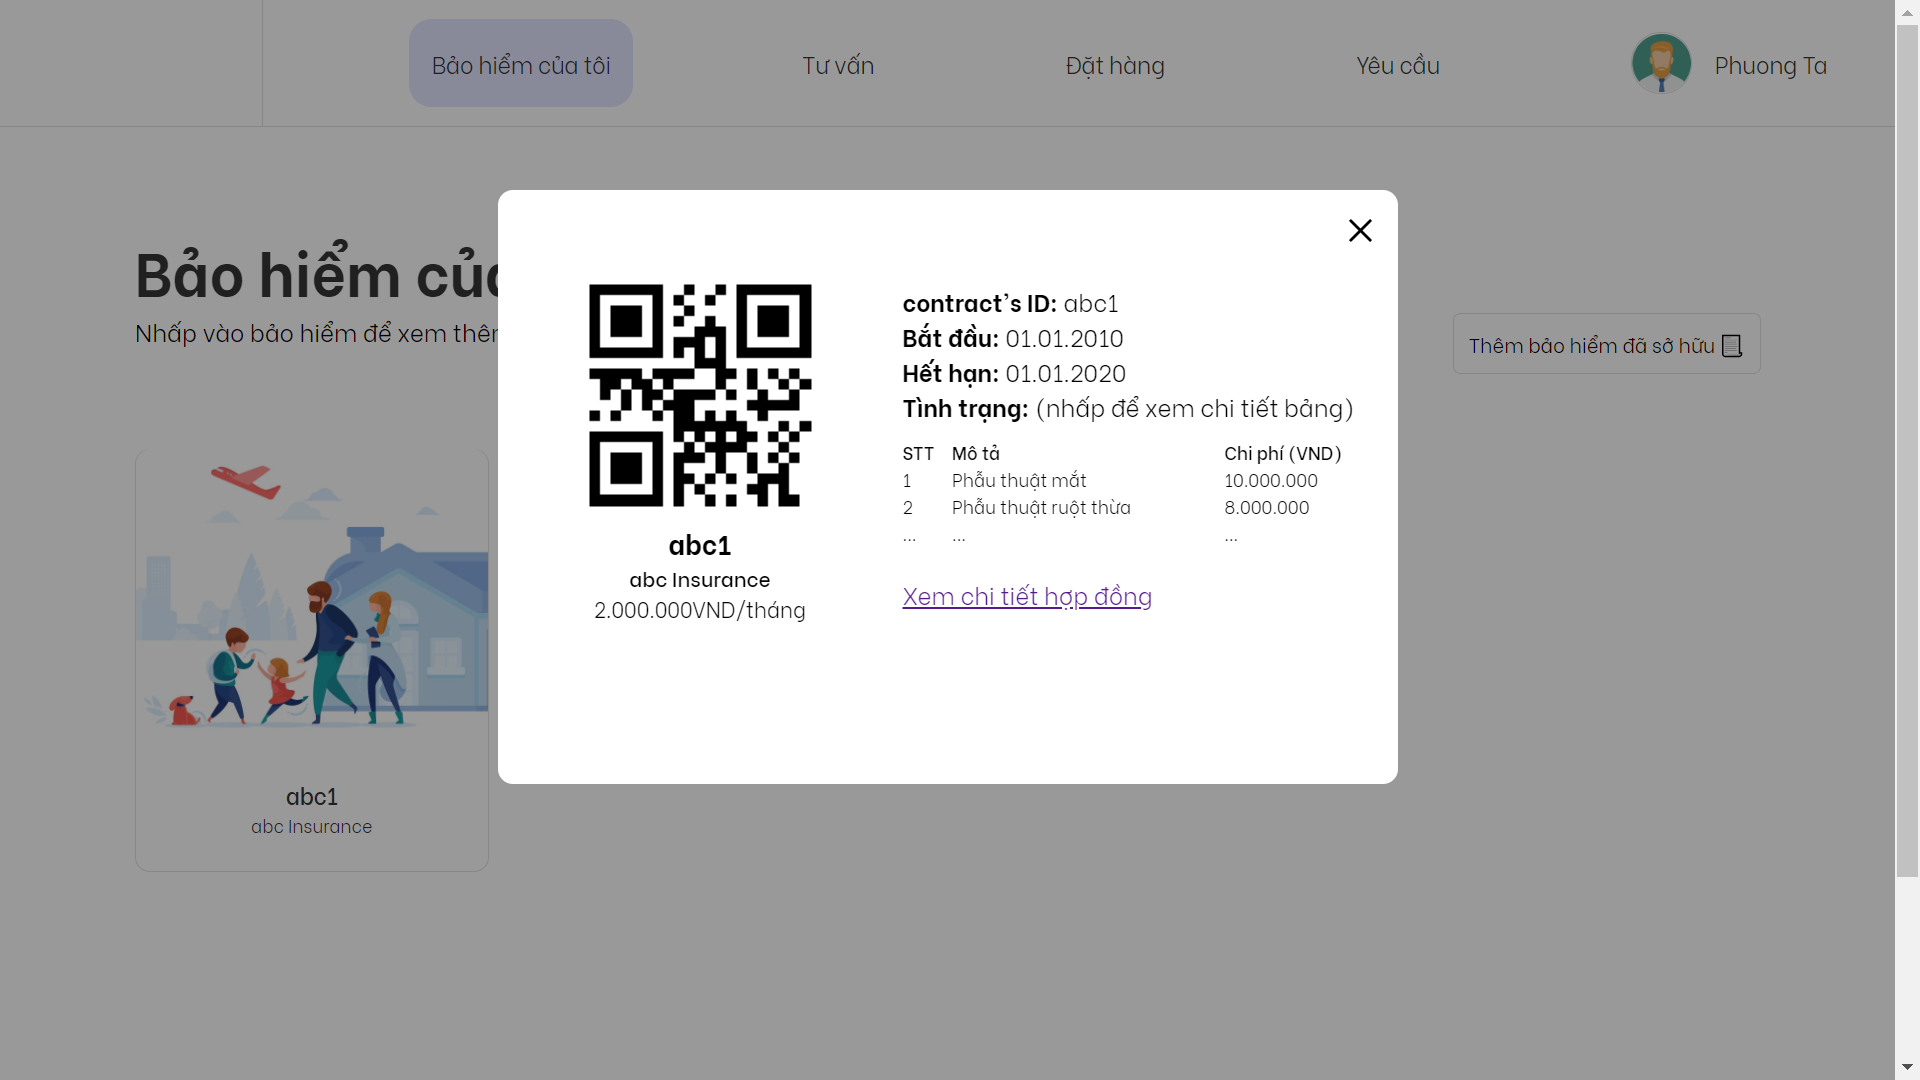 Bảo hiểm của tôi
Tư vấn
Đặt hàng
Yêu cầu
Phuong Ta
Bảo hiểm củ
Nhấp vào bảo hiểm để xem thê
Thêm bảo hiểm đã sở hữu
abc1
abc Insurance
abc1
abc Insurance
2.000.000VND/tháng
contract's ID: abc1
Bắt đầu: 01.01.2010
Hết hạn: 01.01.2020
Tình trạng: (nhấp để xem chi tiết bảng)
STT Mô tả Chi phí (VND)
1 Phẫu thuật mắt 10.000.000
2 Phẫu thuật ruột thừa 8.000.000
... ... ...
Xem chi tiết hợp đồng